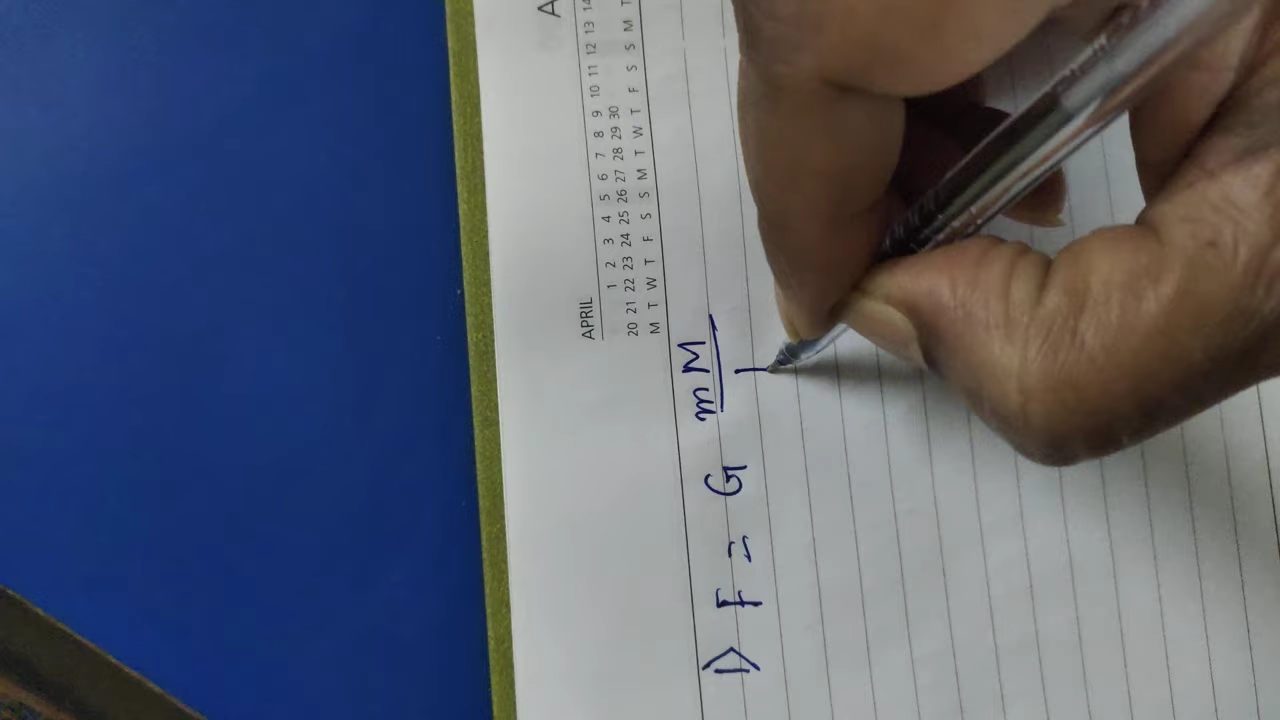 A
APRIL
1 2 3 4 5 6 7 8 9 10 11 12 13 14
20 21 22 23 24 25 26 27 28 29 30
M T W T F S S M T W T F S S M T
1) F = G mM